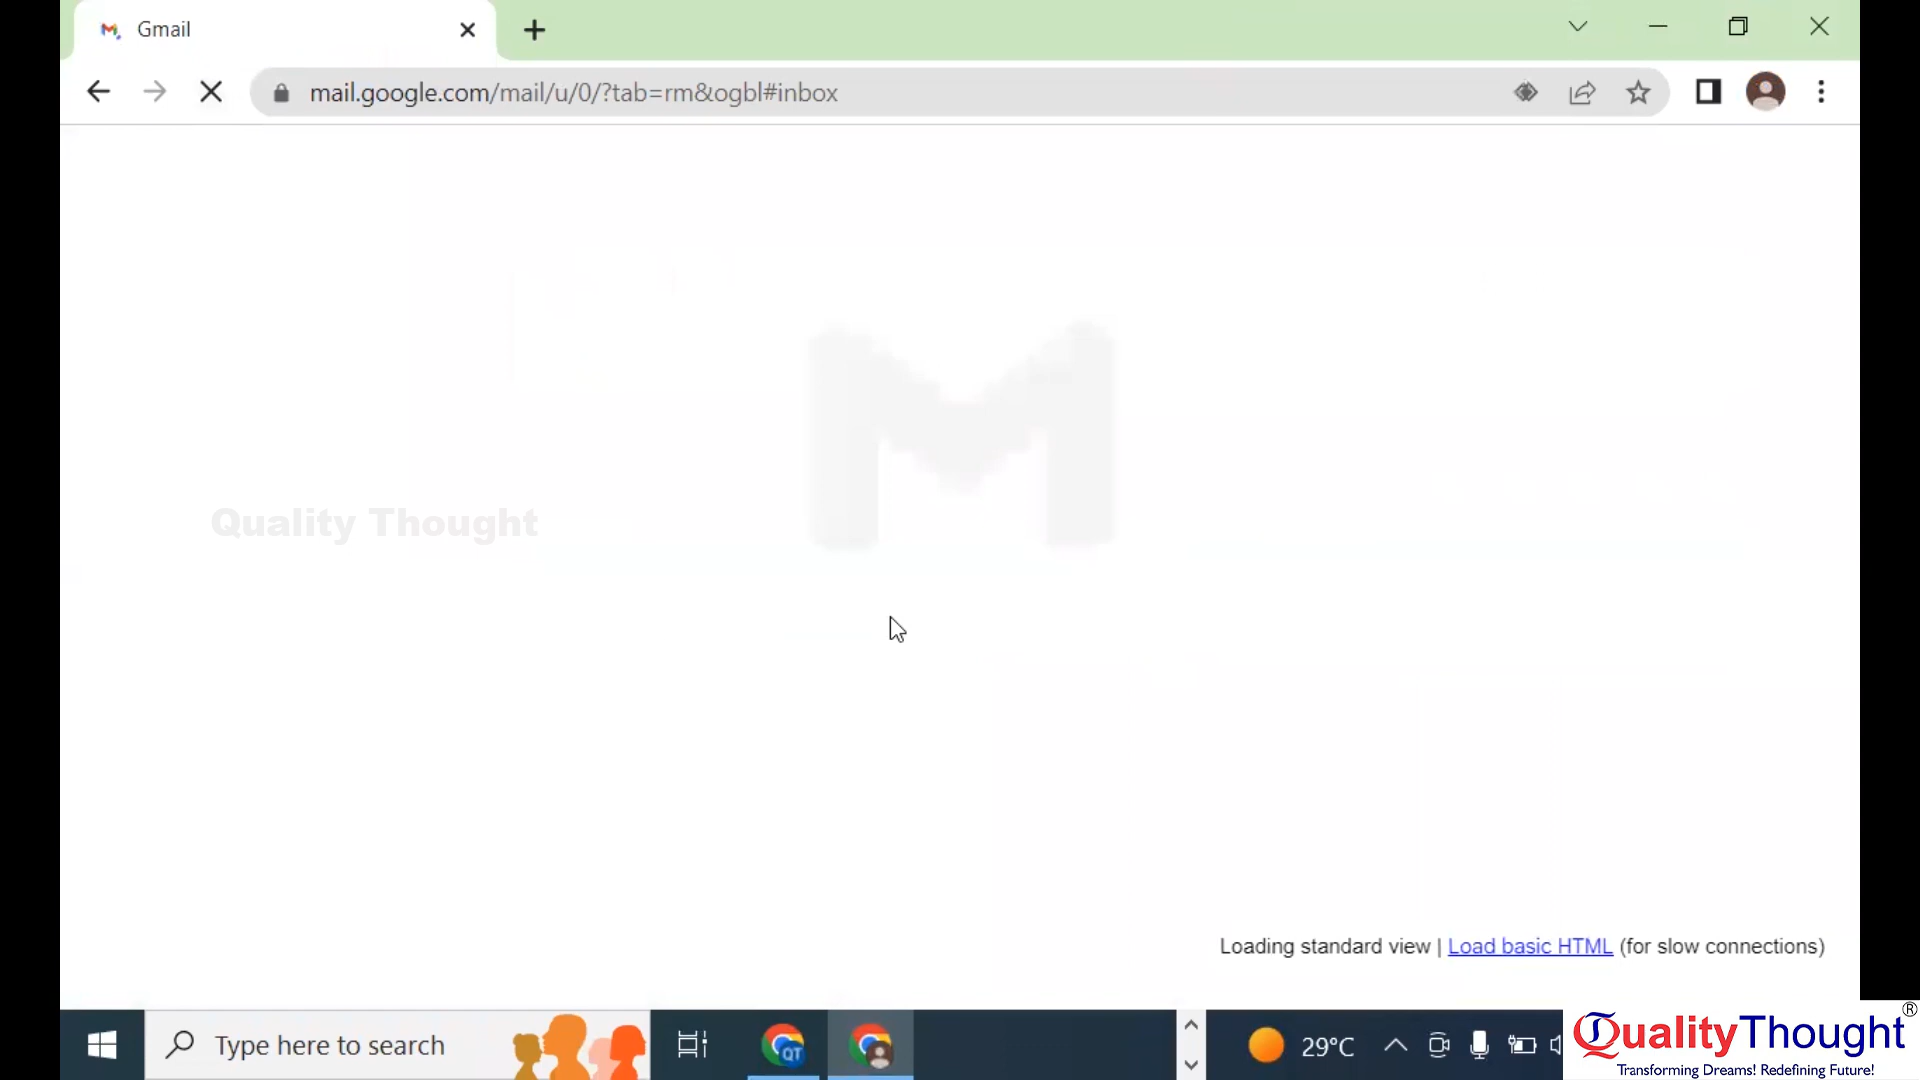 Gmail
mail.google.com/mail/u/0/?tab=rm&ogbl#inbox
Quality Thought
Loading standard view | Load basic HTML (for slow connections)
Type here to search
QT
29°C
QualityThought®
Transforming Dreams! Redefining Future!